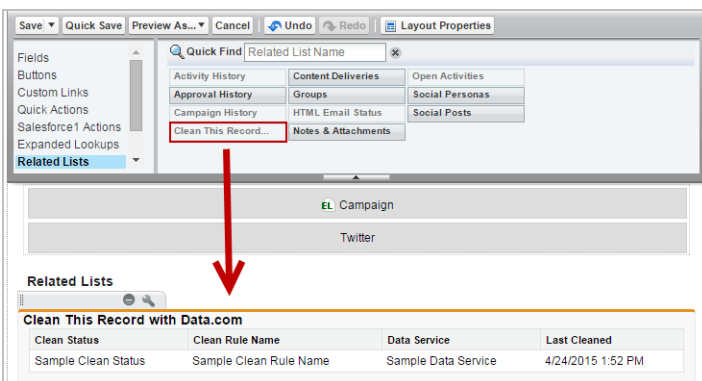 Save Quick Save Preview As... Cancel Undo Redo Layout Properties
Fields
Buttons
Custom Links
Quick Actions
Salesforce1 Actions
Expanded Lookups
Related Lists
Quick Find Related List Name
Activity History Content Deliveries Open Activities
Approval History Groups Social Personas
Campaign History HTML Email Status Social Posts
Clean This Record... Notes & Attachments
EL Campaign
Twitter
Related Lists
Clean This Record with Data.com
Clean Status Clean Rule Name Data Service Last Cleaned
Sample Clean Status Sample Clean Rule Name Sample Data Service 4/24/2015 1:52 PM